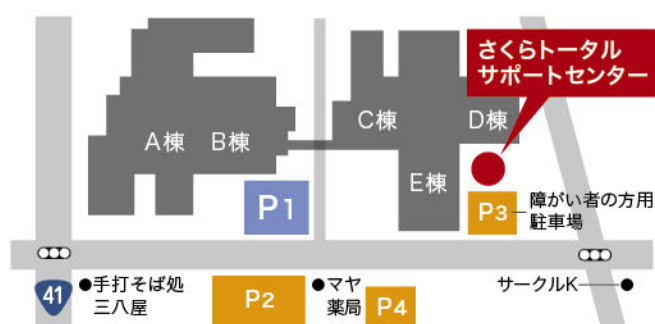 さくらトータル
サポートセンター
A棟
B棟
C棟
D棟
E棟
P1
P3
障がい者の方用
駐車場
41
●手打そば処
三八屋
P2
●マヤ
薬局
P4
サークルK